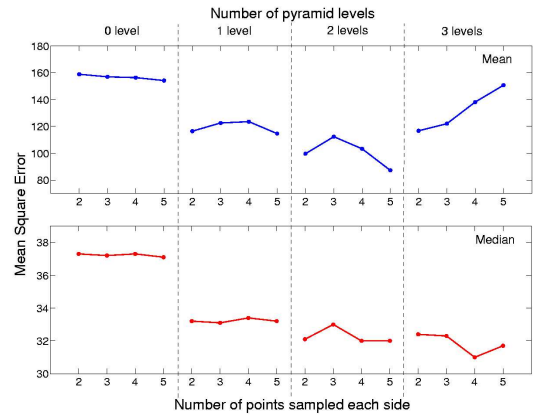 Number of pyramid levels
0 level 1 level 2 levels 3 levels
180
160
140
120
100
80
Mean
2 3 4 5 2 3 4 5 2 3 4 5 2 3 4 5
Mean Square Error
38
36
34
32
30
Median
2 3 4 5 2 3 4 5 2 3 4 5 2 3 4 5
Number of points sampled each side